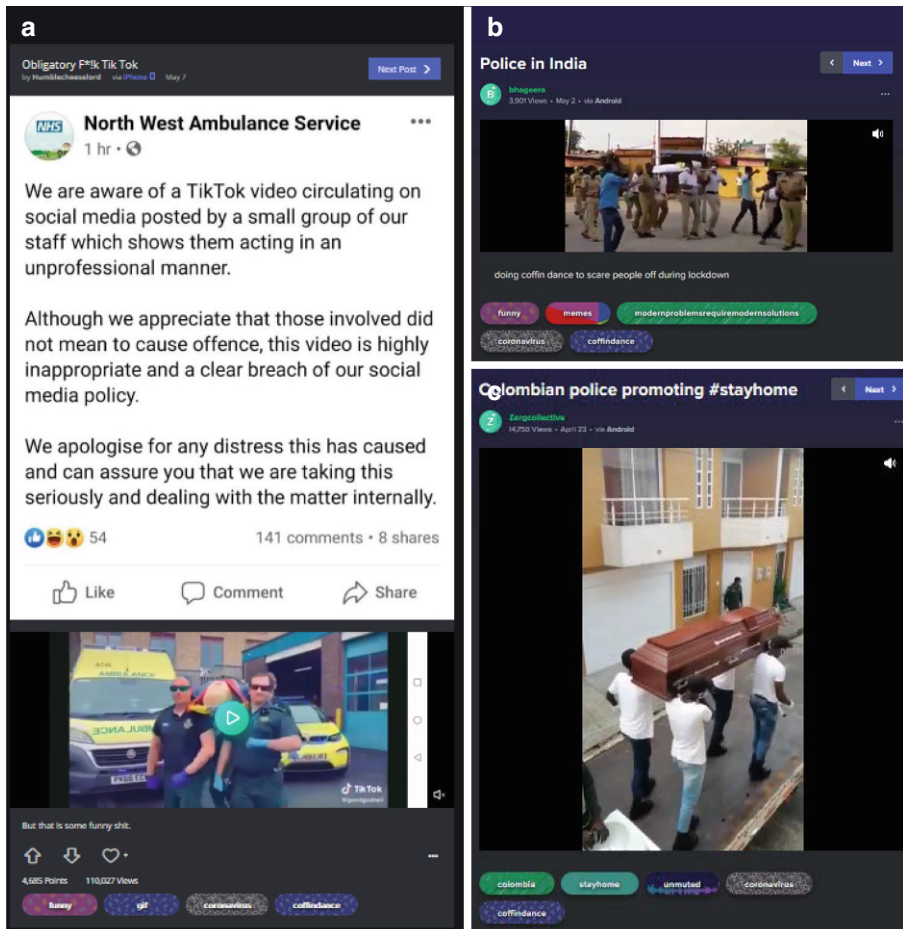 a
Obligatory F*!k Tik Tok
by Humblecheeselord via iPhone May 7
Next Post
NHS
North West Ambulance Service
1 hr •
We are aware of a TikTok video circulating on
social media posted by a small group of our
staff which shows them acting in an
unprofessional manner.
Although we appreciate that those involved did
not mean to cause offence, this video is highly
inappropriate and a clear breach of our social
media policy.
We apologise for any distress this has caused
and can assure you that we are taking this
seriously and dealing with the matter internally.
54
141 comments • 8 shares
Like
Comment
Share
AMBULANCE
TikTok
But that is some funny shit.
4,685 Points 110,027 Views
funny
gif
coronavirus
coffindance
b
Police in India
Next
B
bhageera
3,901 Views • May 2 • via Android
doing coffin dance to scare people off during lockdown
funny
memes
modernproblemsrequiremodernsolutions
coronavirus
coffindance
c
Colombian police promoting #stayhome
Next
Z
Zergcollective
14,750 Views • April 23 • via Android
colombia
stayhome
unmuted
coronavirus
coffindance